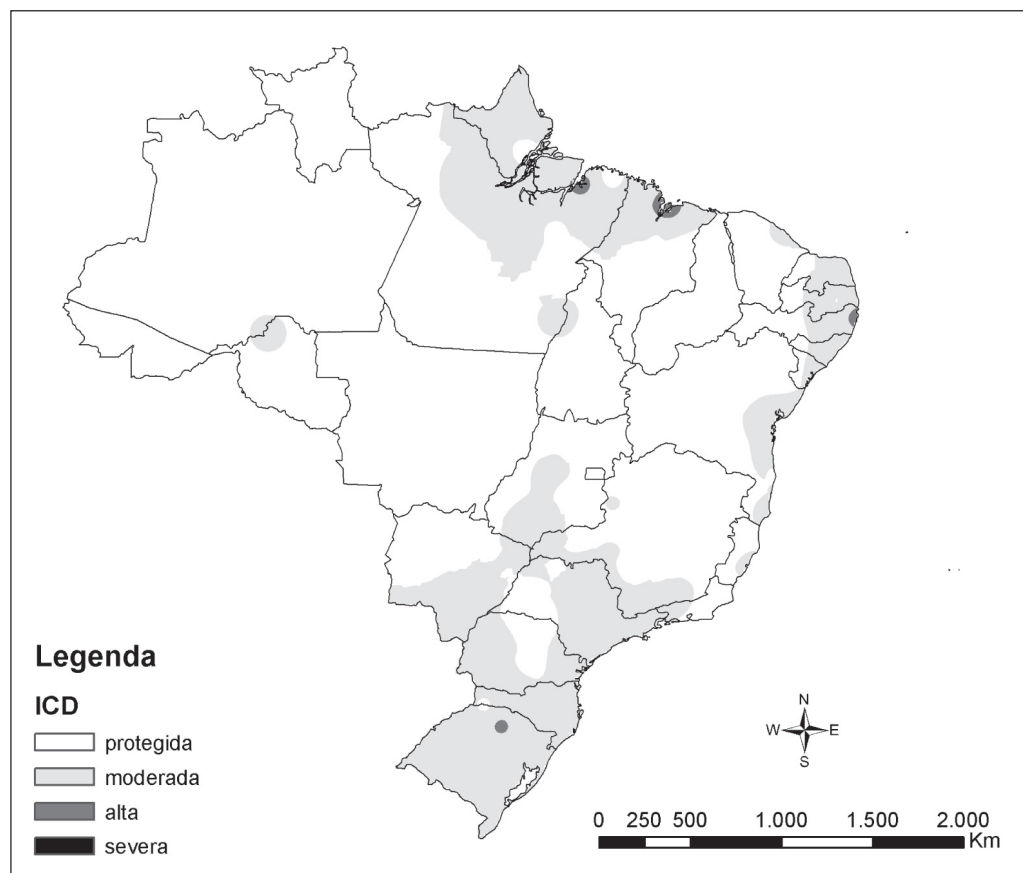 Legenda
ICD
protegida
moderada
alta
severa
N
W E
S
0 250 500 1.000 1.500 2.000
Km